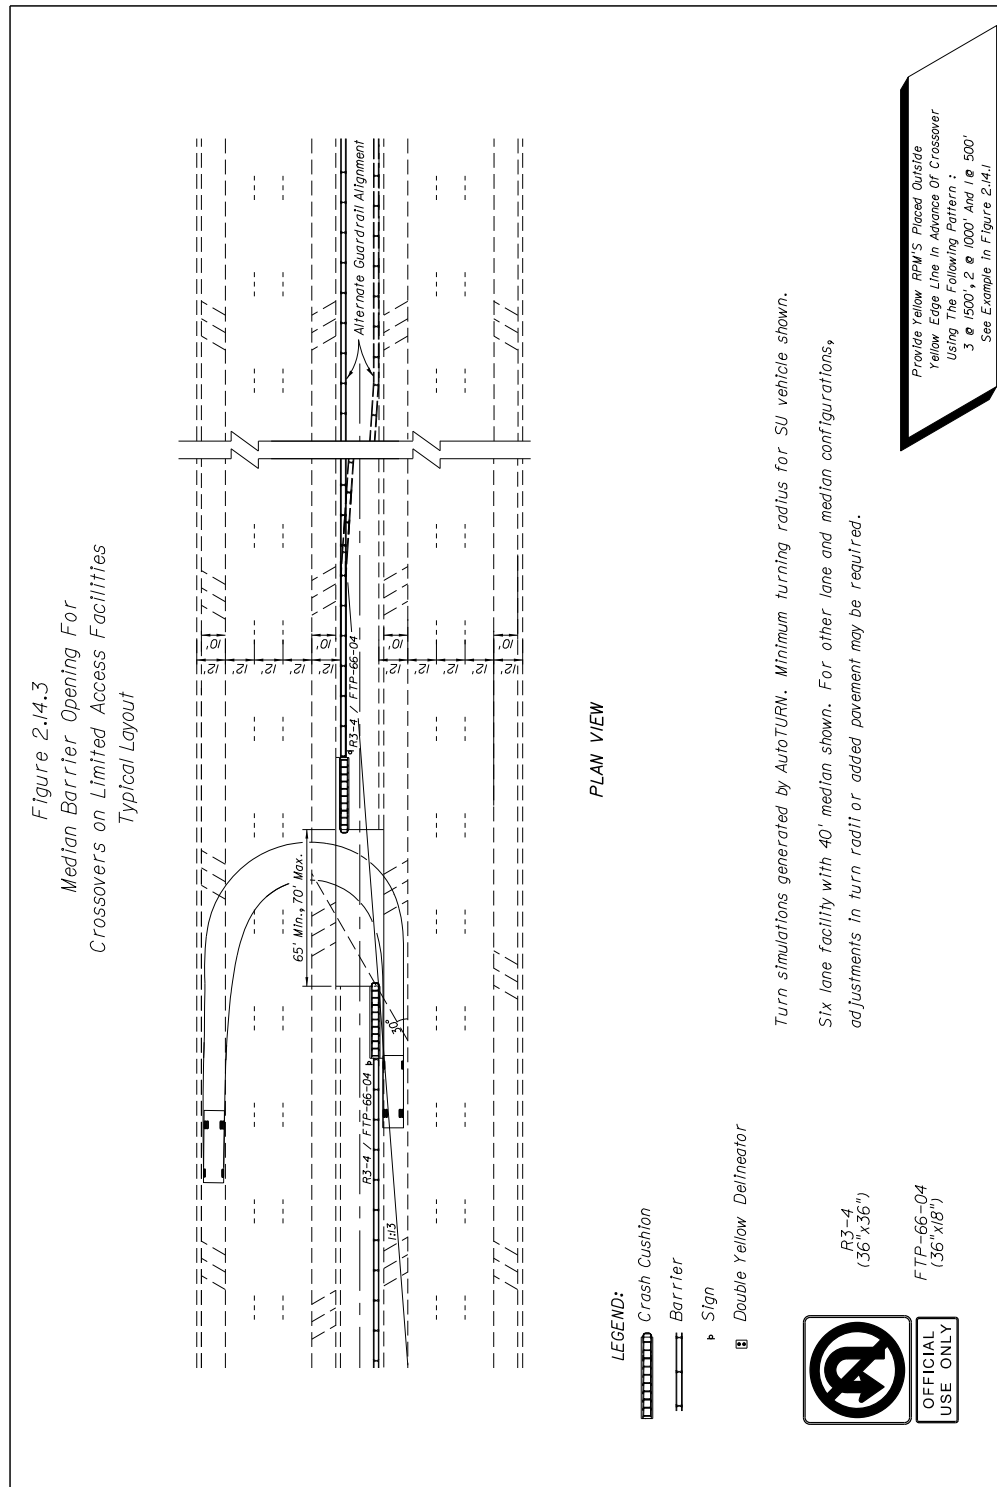 Figure 2.14.3
Median Barrier Opening For
Crossovers on Limited Access Facilities
Typical Layout
Alternate Guardrail Alignment
12'
12'
12'
12'
12'
12'
12'
12'
12'
12'
10'
10'
10'
10'
R3-4 / FTP-66-04
65' Min., 70' Max.
30°
R3-4 / FTP-66-04
1:13
PLAN VIEW
LEGEND:
Crash Cushion
Barrier
Sign
Double Yellow Delineator
Turn simulations generated by AutoTURN. Minimum turning radius for SU vehicle shown.
Six lane facility with 40' median shown. For other lane and median configurations,
adjustments in turn radii or added pavement may be required.
R3-4
(36"x36")
OFFICIAL
USE ONLY
FTP-66-04
(36"x18")
Provide Yellow RPM'S Placed Outside
Yellow Edge Line In Advance Of Crossover
Using The Following Pattern :
3 @ 1500', 2 @ 1000' And 1 @ 500'
See Example In Figure 2.14.1